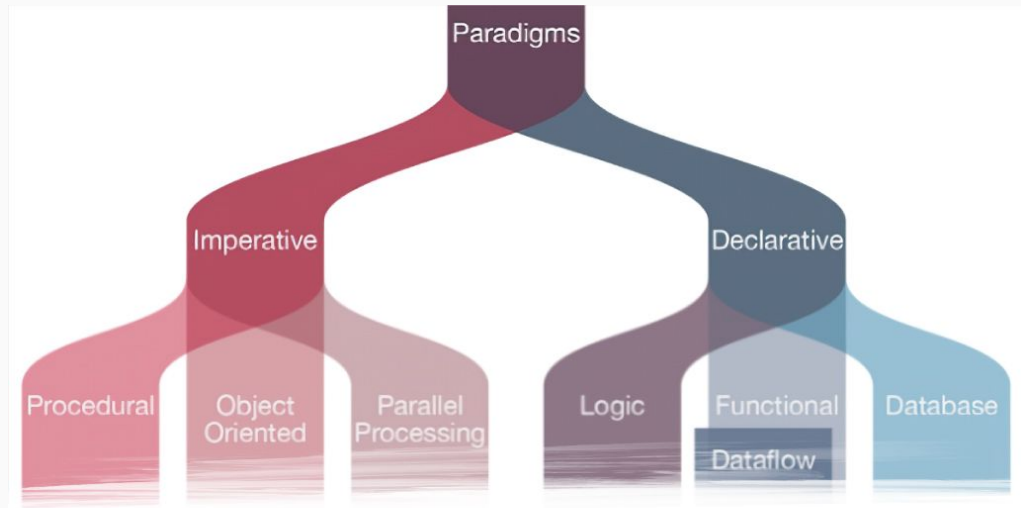 Paradigms
Imperative
Declarative
Procedural
Object
Oriented
Parallel
Processing
Logic
Functional
Dataflow
Database